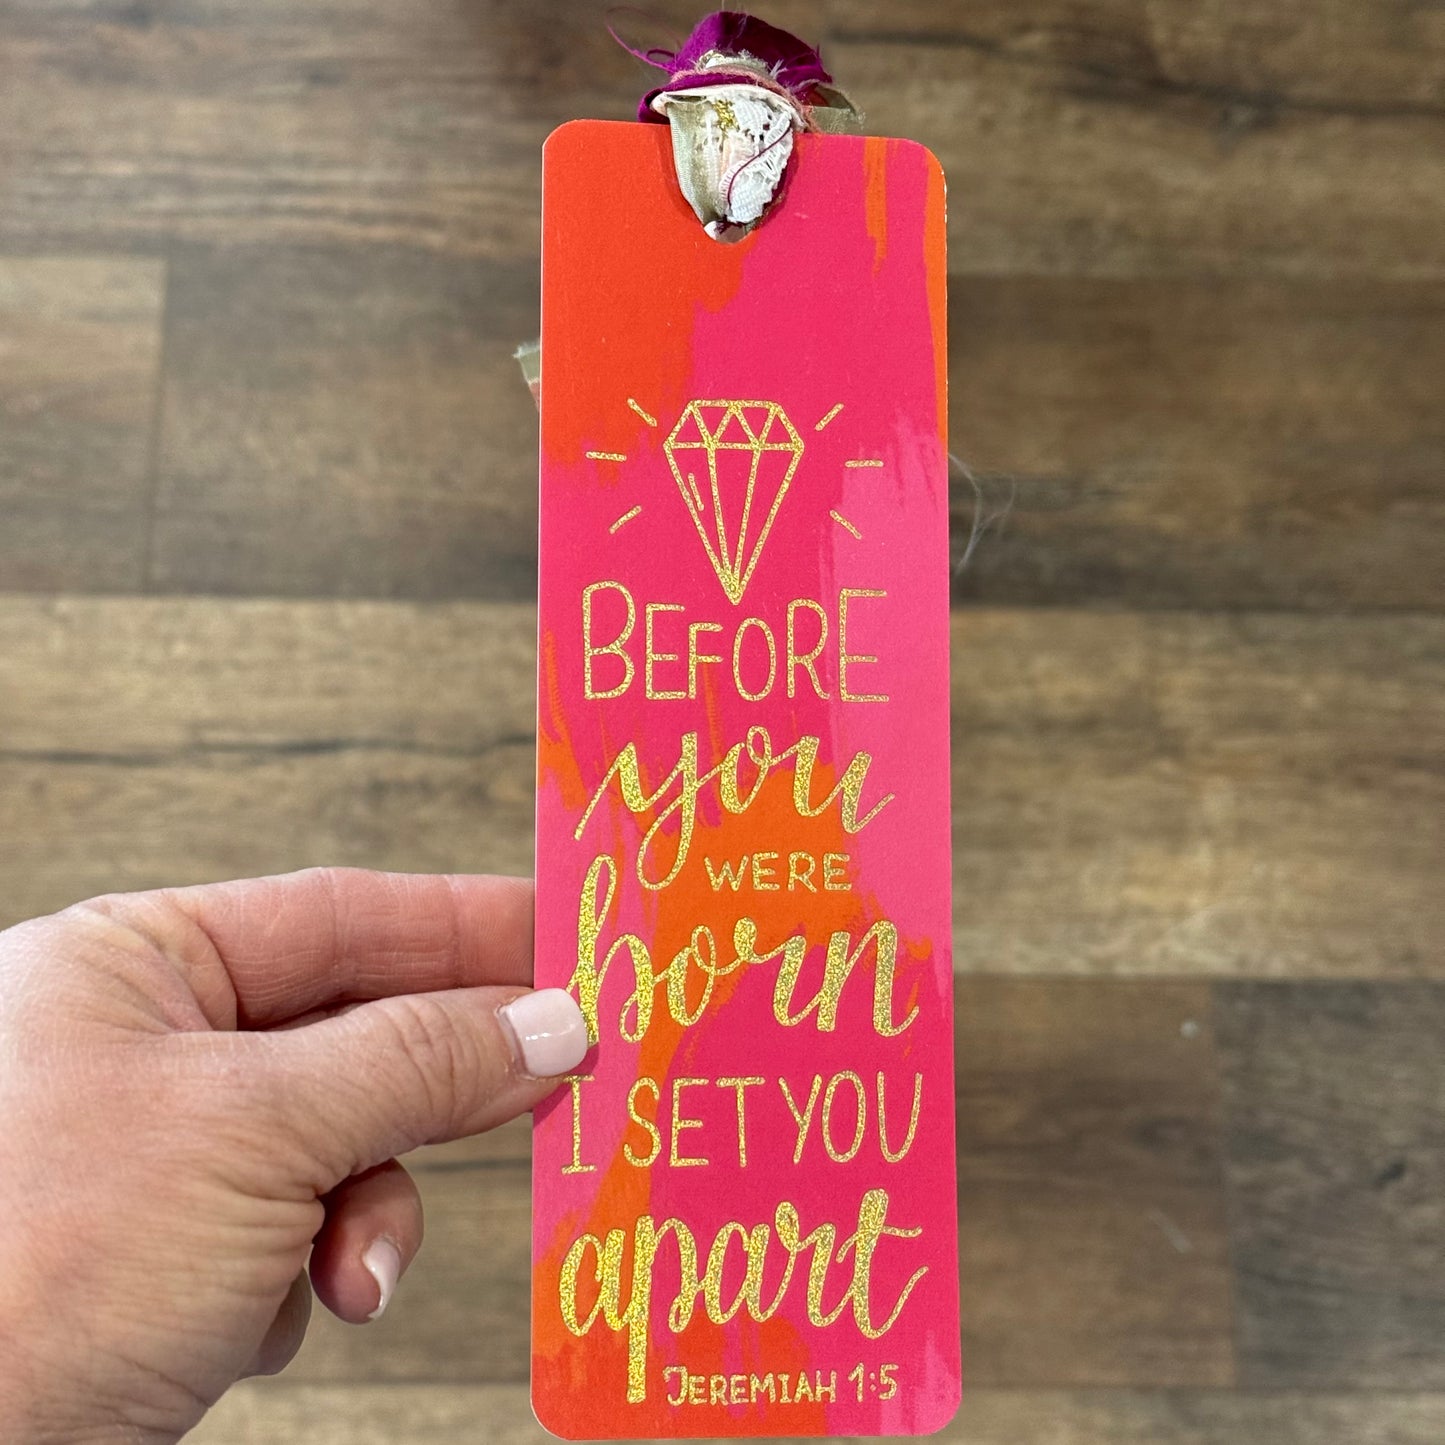 BEFORE
you
WERE
born
I SET YOU
apart
JEREMIAH 1:5